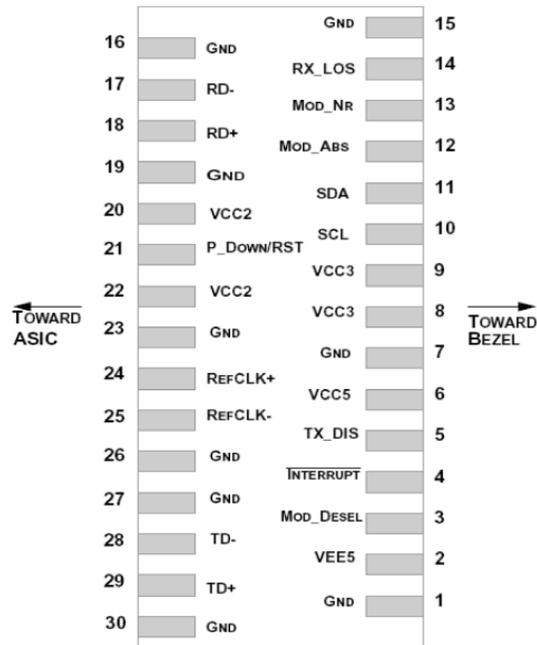 GND 15
16 GND
RX_LOS 14
17 RD-
MOD_NR 13
18 RD+
MOD_ABS 12
19 GND
SDA 11
20 VCC2
SCL 10
21 P_DOWN/RST
VCC3 9
22 VCC2
VCC3 8
TOWARD
ASIC
TOWARD
BEZEL
23 GND
GND 7
24 REFCLK+
VCC5 6
25 REFCLK-
TX_DIS 5
26 GND
INTERRUPT 4
27 GND
MOD_DESEL 3
28 TD-
VEE5 2
29 TD+
GND 1
30 GND